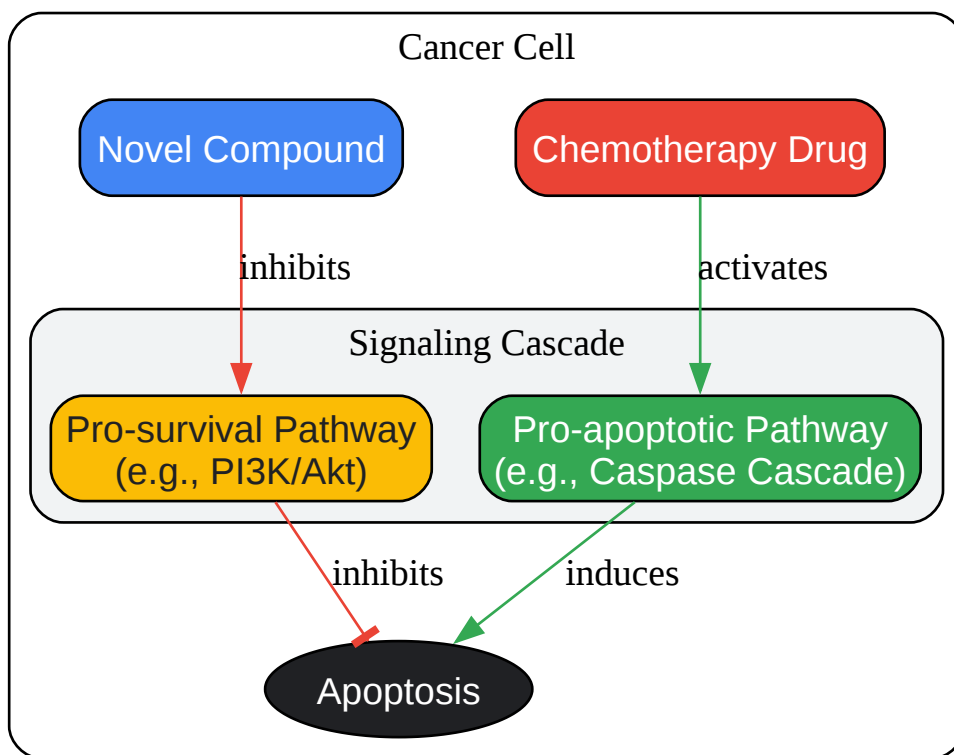 Cancer Cell
Novel Compound
Chemotherapy Drug
inhibits
activates
Signaling Cascade
Pro-survival Pathway
(e.g., PI3K/Akt)
Pro-apoptotic Pathway
(e.g., Caspase Cascade)
inhibits
induces
Apoptosis